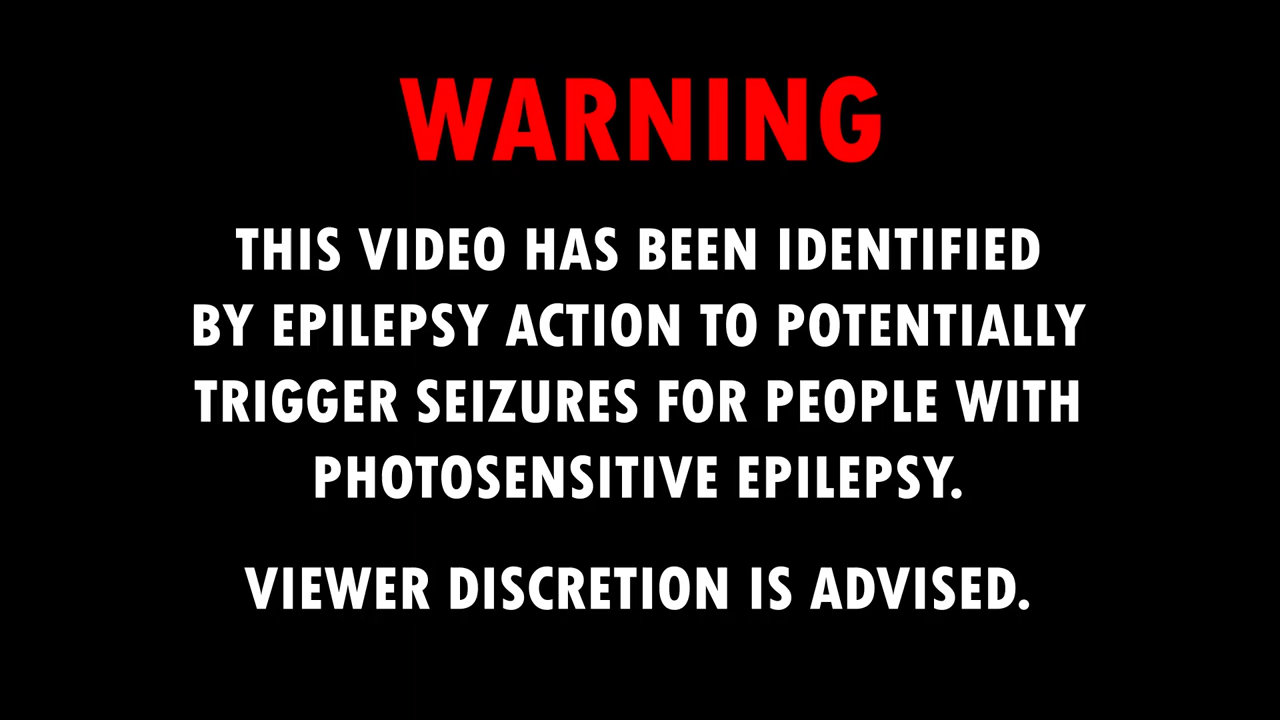 WARNING
THIS VIDEO HAS BEEN IDENTIFIED
BY EPILEPSY ACTION TO POTENTIALLY
TRIGGER SEIZURES FOR PEOPLE WITH
PHOTOSENSITIVE EPILEPSY.
VIEWER DISCRETION IS ADVISED.